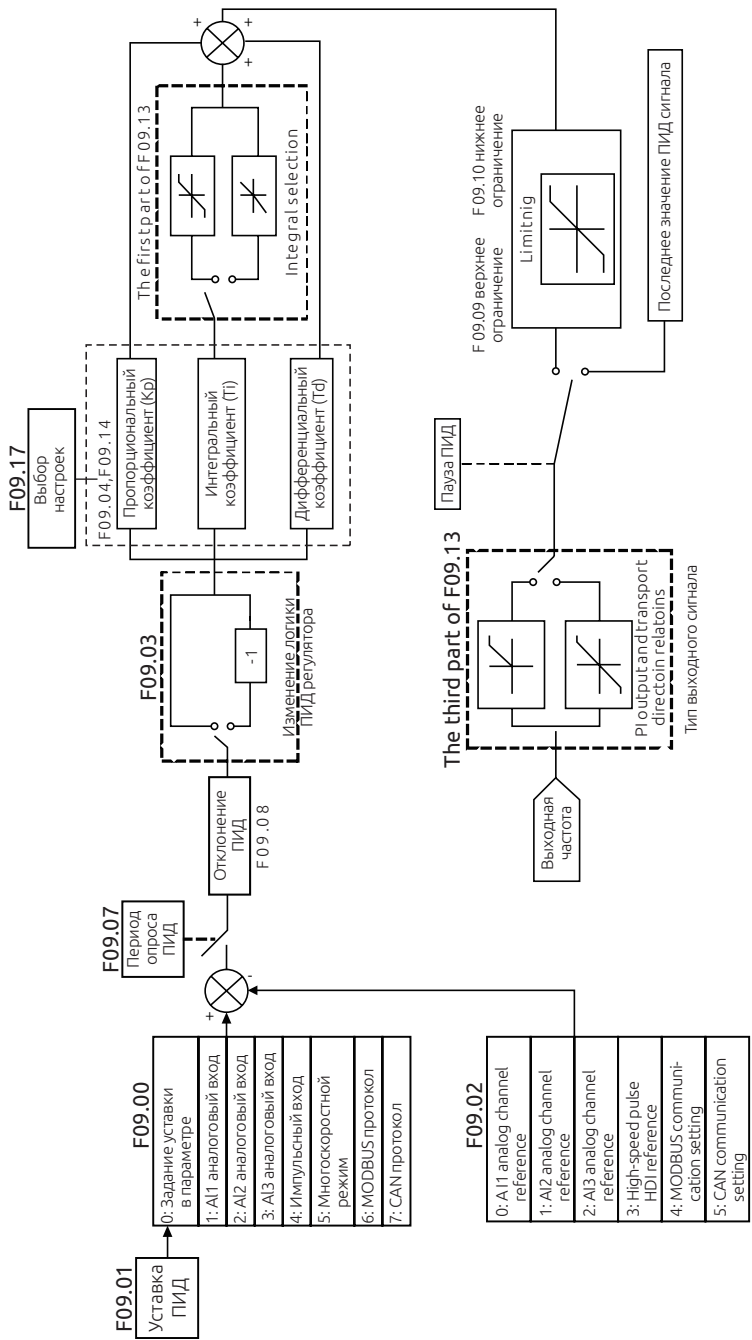 F09.01
Уставка
ПИД
F09.00
0: Задание уставки
в параметре
1: AI1 аналоговый вход
2: AI2 аналоговый вход
3: AI3 аналоговый вход
4: Импульсный вход
5: Многоскоростной
режим
6: MODBUS протокол
7: CAN протокол
F09.02
0: AI1 analog channel
reference
1: AI2 analog channel
reference
2: AI3 analog channel
reference
3: High-speed pulse
HDI reference
4: MODBUS communi-
cation setting
5: CAN communication
setting
+
-
F09.07
Период
опроса
ПИД
Отклонение
ПИД
F09.08
F09.03
-1
Изменение логики
ПИД регулятора
F09.17
Выбор
настроек
F09.04,F09.14
Пропорциональный
коэффициент (Kp)
Интегральный
коэффициент (Ti)
Дифференциальный
коэффициент (Td)
The first part of F09.13
Integral selection
+
+
+
The third part of F09.13
PI output and transport
directoin relatoins
Тип выходного сигнала
Выходная
частота
Пауза ПИД
F 09.09 верхнее
ограничение
F 09.10 нижнее
ограничение
Limitnig
Последнее значение ПИД сигнала